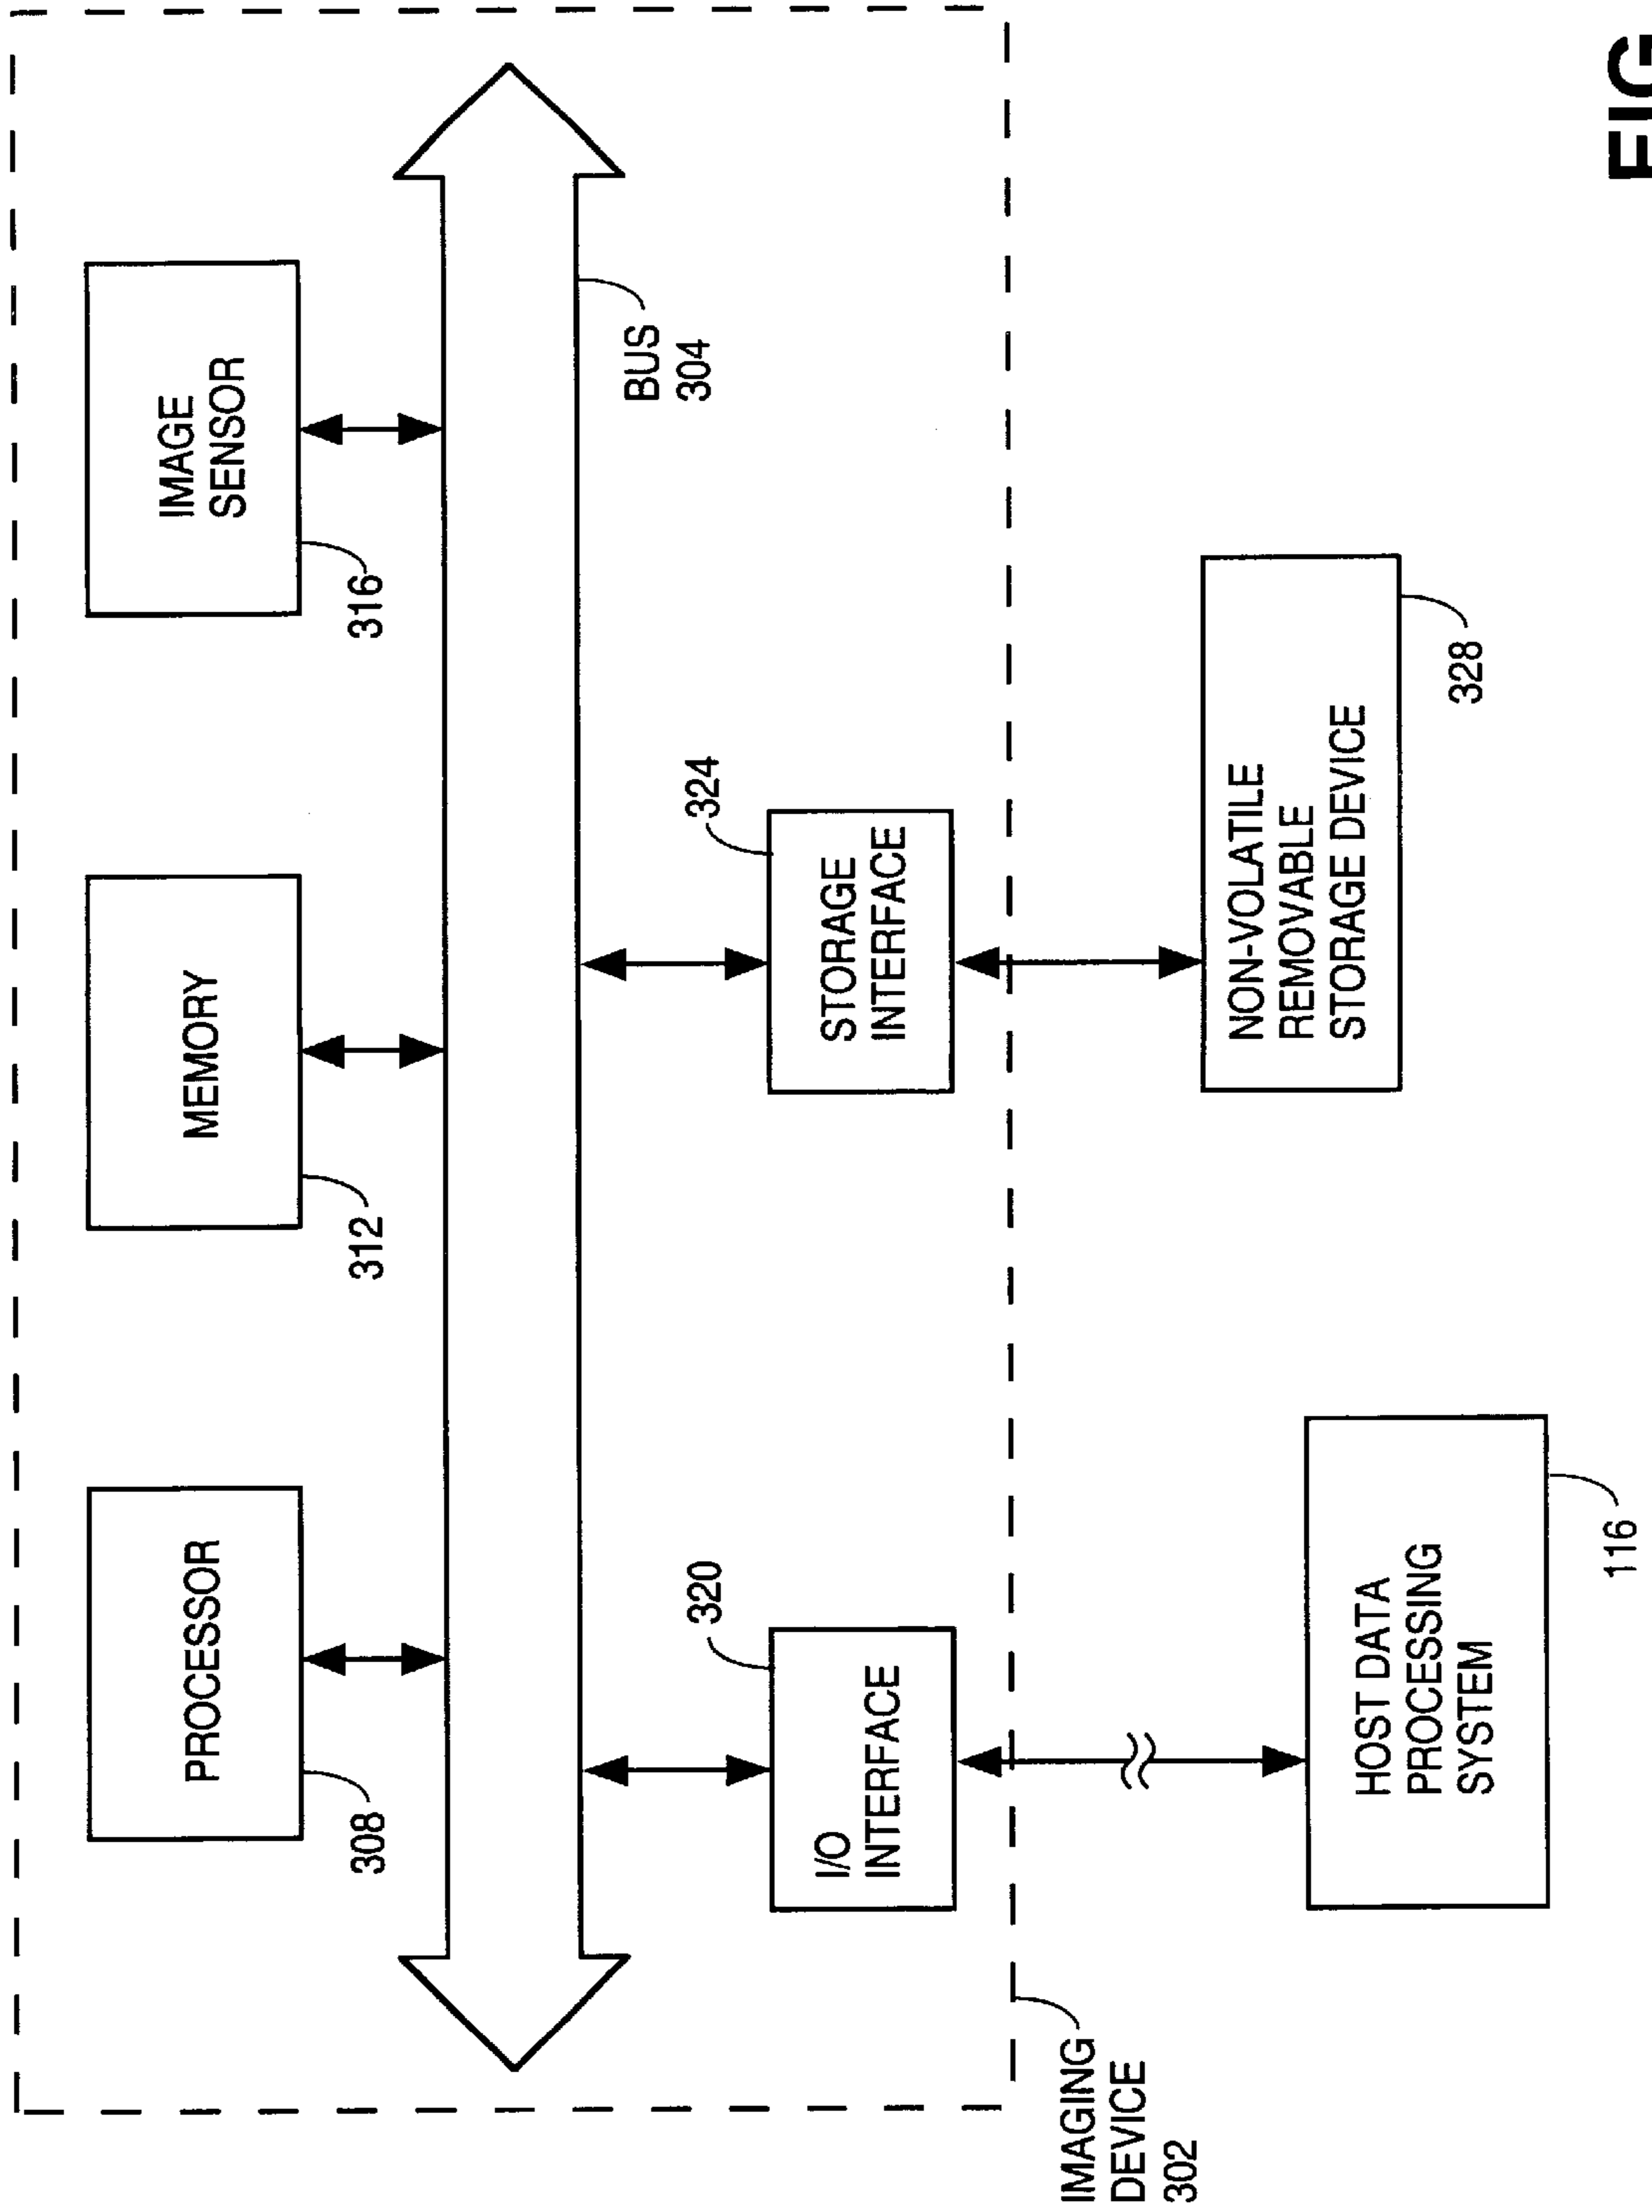 PROCESSOR
308
MEMORY
312
IMAGE
SENSOR
316
BUS
304
320
I/O
INTERFACE
324
STORAGE
INTERFACE
IMAGING
DEVICE
302
HOST DATA
PROCESSING
SYSTEM
116
NON-VOLATILE
REMOVABLE
STORAGE DEVICE
328
FIG